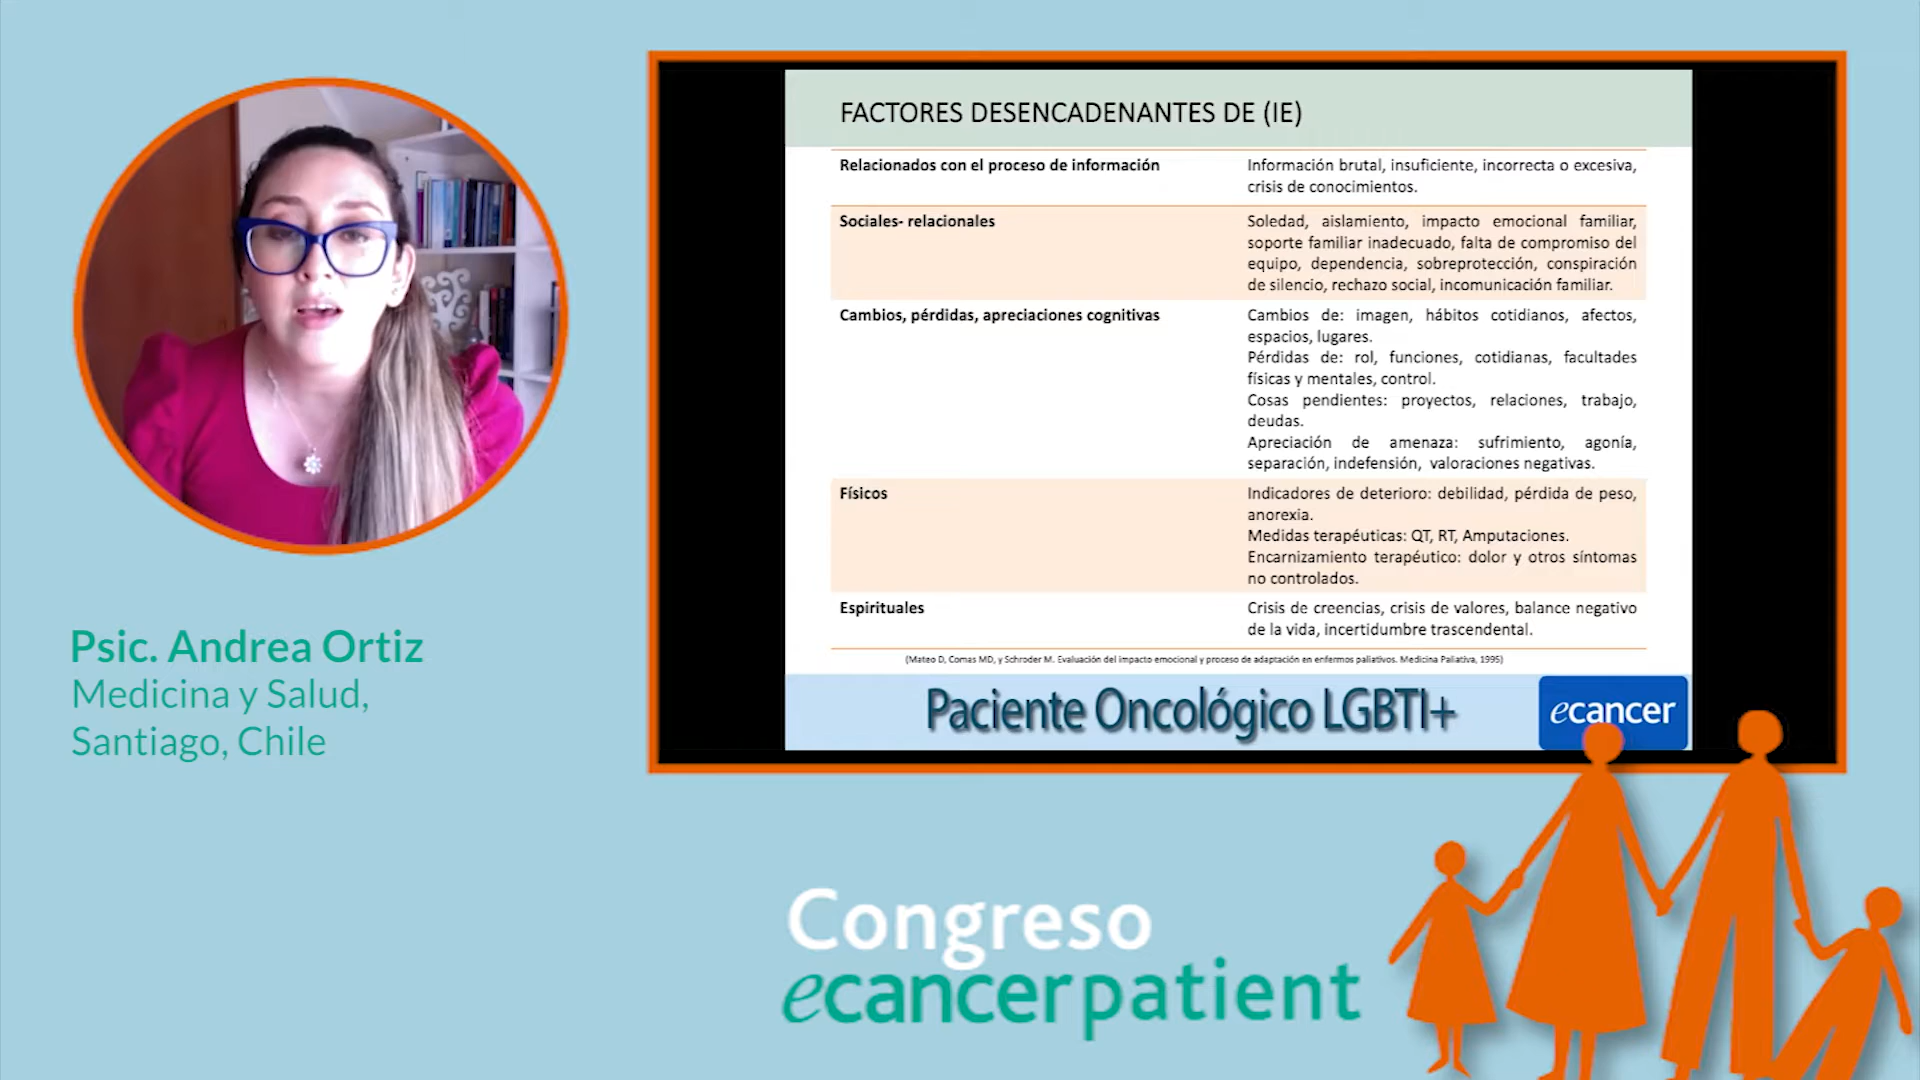 FACTORES DESENCADENANTES DE (IE)
Relacionados con el proceso de información
Información brutal, insuficiente, incorrecta o excesiva,
crisis de conocimientos.
Sociales- relacionales
Soledad, aislamiento, impacto emocional familiar,
soporte familiar inadecuado, falta de compromiso del
equipo, dependencia, sobreprotección, conspiración
de silencio, rechazo social, incomunicación familiar.
Cambios, pérdidas, apreciaciones cognitivas
Cambios de: imagen, hábitos cotidianos, afectos,
espacios, lugares.
Pérdidas de: rol, funciones, cotidianas, facultades
físicas y mentales, control.
Cosas pendientes: proyectos, relaciones, trabajo,
deudas.
Apreciación de amenaza: sufrimiento, agonía,
separación, indefensión, valoraciones negativas.
Físicos
Indicadores de deterioro: debilidad, pérdida de peso,
anorexia.
Medidas terapéuticas: QT, RT, Amputaciones.
Encarnizamiento terapéutico: dolor y otros síntomas
no controlados.
Espirituales
Crisis de creencias, crisis de valores, balance negativo
de la vida, incertidumbre trascendental.
(Mateo D, Comas MD, y Schroder M. Evaluación del impacto emocional y proceso de adaptación en enfermos paliativos. Medicina Paliativa, 1995)
Paciente Oncológico LGBTI+
ecancer
Psic. Andrea Ortiz
Medicina y Salud,
Santiago, Chile
Congreso
ecancerpatient